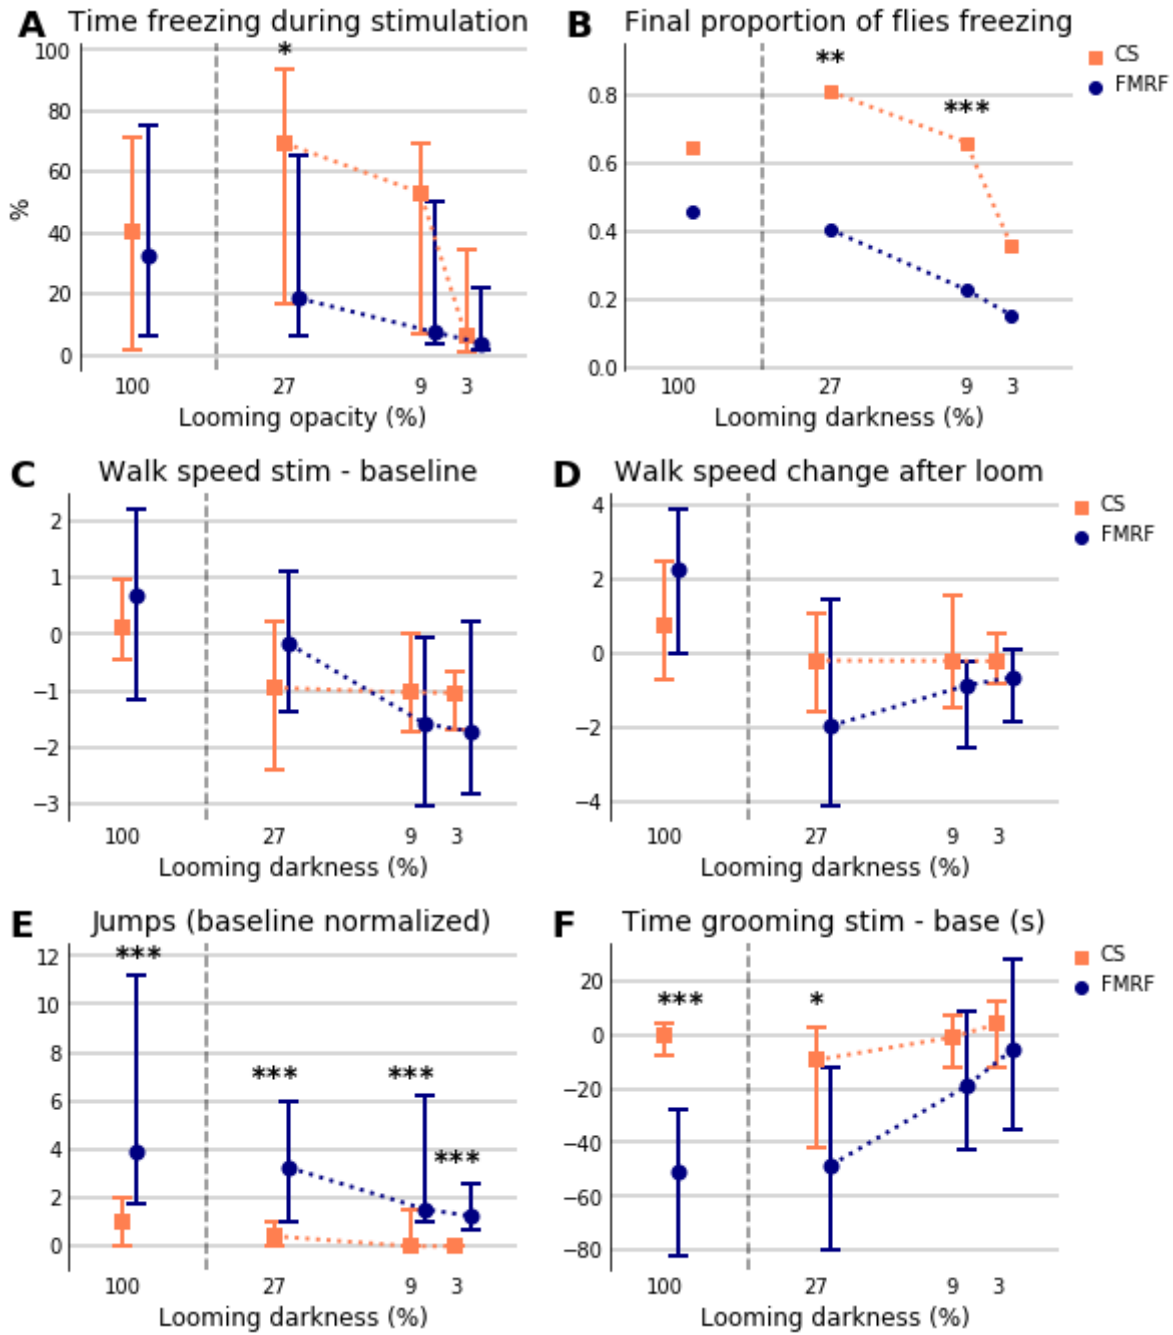 A Time freezing during stimulation
*
100
80
60
40
20
0
%
100 27 9 3
Looming opacity (%)
B Final proportion of flies freezing
CS
FMRF
**
***
0.8
0.6
0.4
0.2
0.0
100 27 9 3
Looming darkness (%)
C Walk speed stim - baseline
2
1
0
−1
−2
−3
100 27 9 3
Looming darkness (%)
D Walk speed change after loom
CS
FMRF
4
2
0
−2
−4
100 27 9 3
Looming darkness (%)
E Jumps (baseline normalized)
***
***
***
***
12
10
8
6
4
2
0
100 27 9 3
Looming darkness (%)
F Time grooming stim - base (s)
CS
FMRF
***
*
20
0
−20
−40
−60
−80
100 27 9 3
Looming darkness (%)